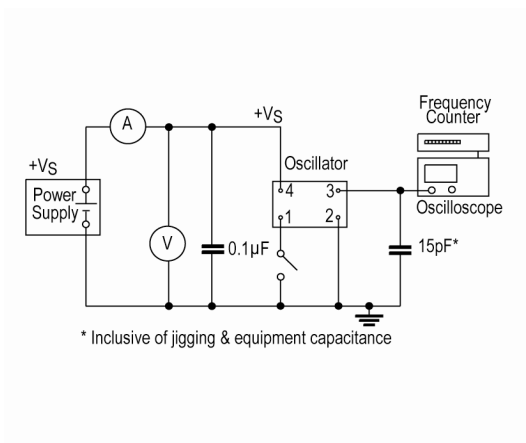 Frequency
Counter
A
+VS
Oscillator
+VS
4
3
Power
Supply
1
2
Oscilloscope
V
0.1µF
15pF*
* Inclusive of jigging & equipment capacitance